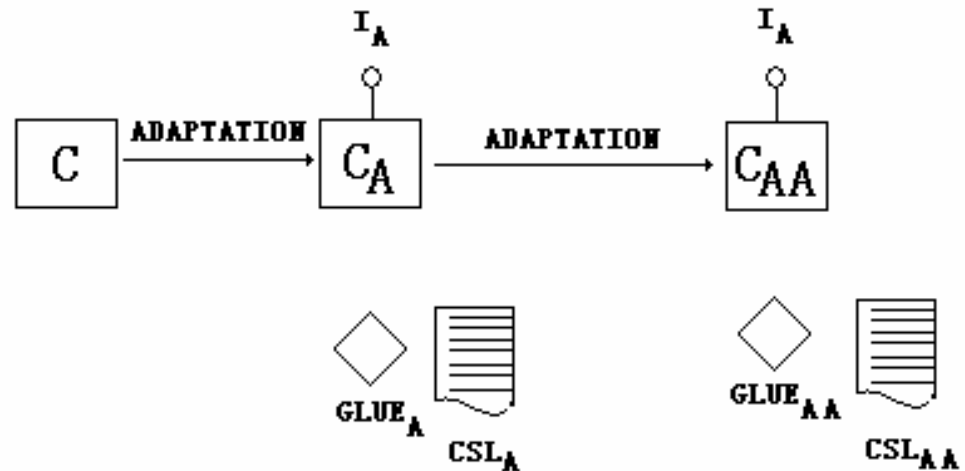 I_A I_A
C ADAPTATION C_A ADAPTATION C_AA
GLUE_A CSL_A GLUE_AA CSL_AA